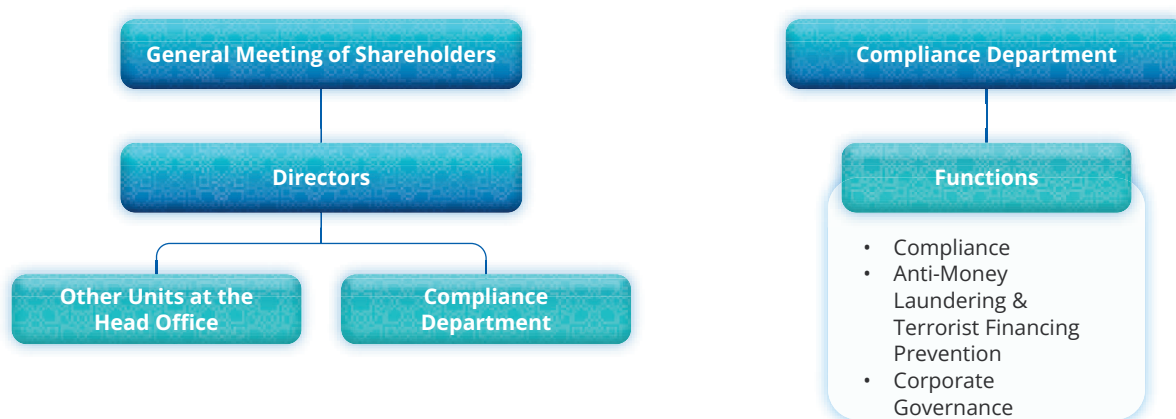 General Meeting of Shareholders
Directors
Other Units at the
Head Office
Compliance
Department
Compliance Department
Functions
• Compliance
• Anti-Money
Laundering &
Terrorist Financing
Prevention
• Corporate
Governance